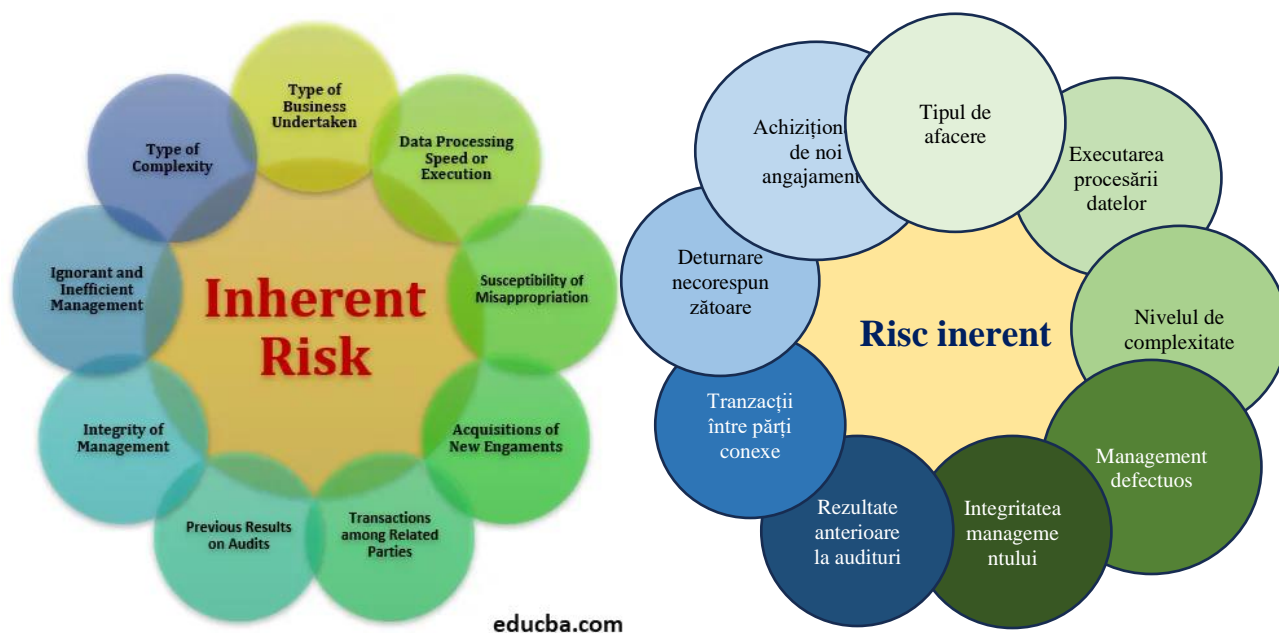 Type of
Business
Undertaken
Data Processing
Speed or
Execution
Susceptibility of
Misappropriation
Acquisitions of
New Engaments
Transactions
among Related
Parties
Previous Results
on Audits
Integrity of
Management
Ignorant and
Inefficient
Management
Type of
Complexity
Inherent
Risk
educba.com
Tipul de
afacere
Executarea
procesării
datelor
Nivelul de
complexitate
Management
defectuos
Integritatea
manageme
ntului
Rezultate
anterioare
la audituri
Tranzacții
între părți
conexe
Deturnare
necorespun
zătoare
Achiziționa
de noi
angajament
Risc inerent